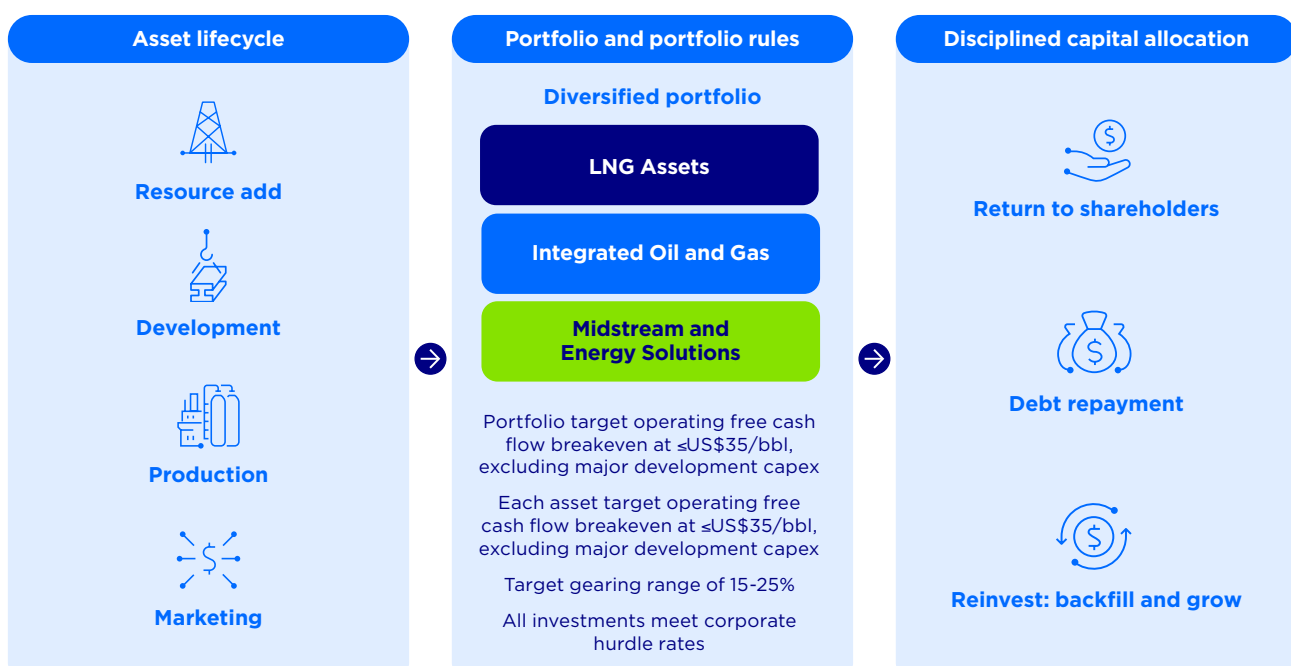 Asset lifecycle
Resource add
Development
Production
$
Marketing
Portfolio and portfolio rules
Diversified portfolio
LNG Assets
Integrated Oil and Gas
Midstream and
Energy Solutions
Portfolio target operating free cash
flow breakeven at ≤US$35/bbl,
excluding major development capex
Each asset target operating free
cash flow breakeven at ≤US$35/bbl,
excluding major development capex
Target gearing range of 15-25%
All investments meet corporate
hurdle rates
Disciplined capital allocation
$
Return to shareholders
$
Debt repayment
$
Reinvest: backfill and grow